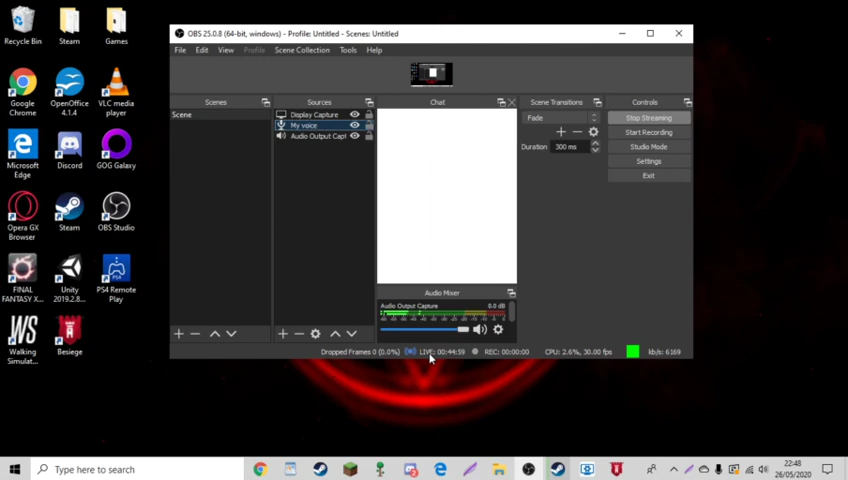 OBS 25.0.8 (64-bit, windows) - Profile: Untitled - Scenes: Untitled
File Edit View Profile Scene Collection Tools Help
Scenes Sources Chat Scene Transitions Controls
Scene
Display Capture
My voice
Audio Output Capt
Fade
Duration 300 ms
Stop Streaming
Start Recording
Studio Mode
Settings
Exit
Audio Mixer
Audio Output Capture 0.0 dB
Dropped Frames 0 (0.0%) LIVE: 00:44:59 REC: 00:00:00 CPU: 2.6%, 30.00 fps kb/s: 6169
Recycle Bin
Steam
Games
Google Chrome
OpenOffice 4.1.4
VLC media player
Microsoft Edge
Discord
GOG Galaxy
Opera GX Browser
Steam
OBS Studio
FINAL FANTASY X...
Unity 2019.2.8...
PS4 Remote Play
Walking Simulat...
Besiege
Type here to search
22:48
26/05/2020